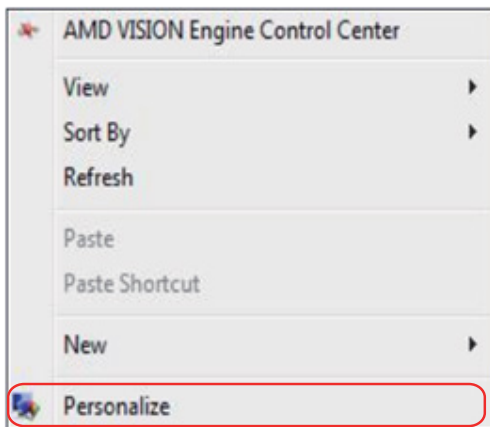 AMD VISION Engine Control Center
View
Sort By
Refresh
Paste
Paste Shortcut
New
Personalize